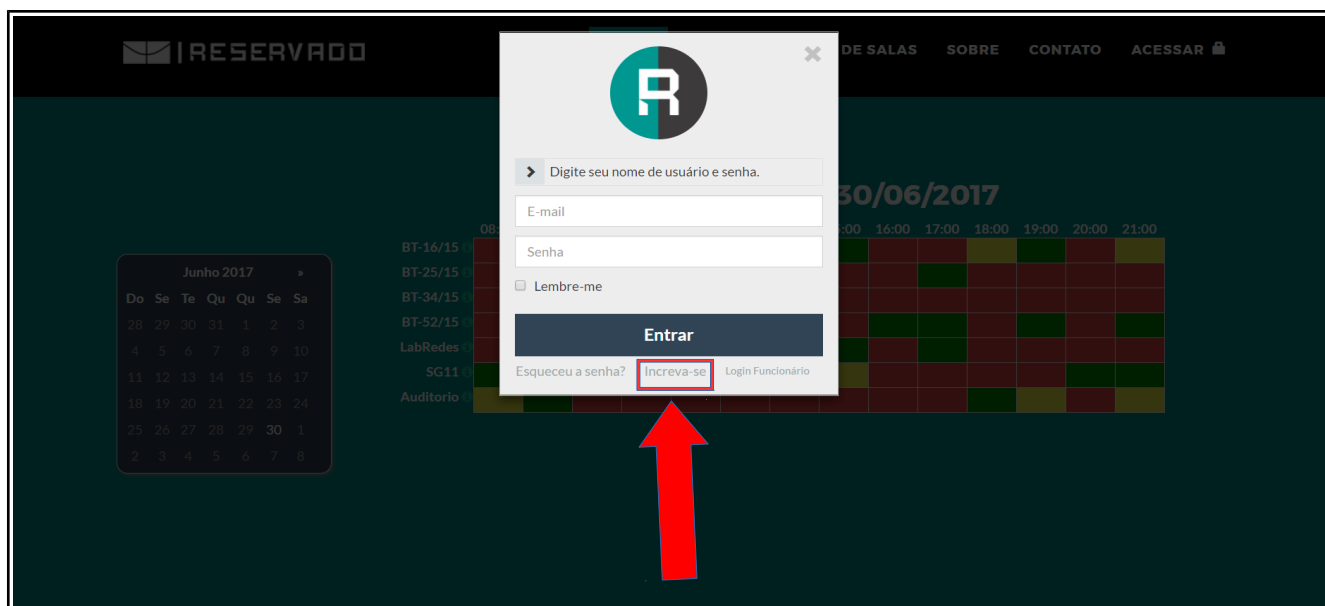 RESERVADO
DE SALAS SOBRE CONTATO ACESSAR
R
Digite seu nome de usuário e senha.
E-mail
Senha
Lembre-me
Entrar
Esqueceu a senha? Increva-se Login Funcionário
30/06/2017
08: :00 16:00 17:00 18:00 19:00 20:00 21:00
BT-16/15
BT-25/15
BT-34/15
BT-52/15
LabRedes
SG11
Auditorio
Junho 2017 »
Do Se Te Qu Qu Se Sa
28 29 30 31 1 2 3
4 5 6 7 8 9 10
11 12 13 14 15 16 17
18 19 20 21 22 23 24
25 26 27 28 29 30 1
2 3 4 5 6 7 8